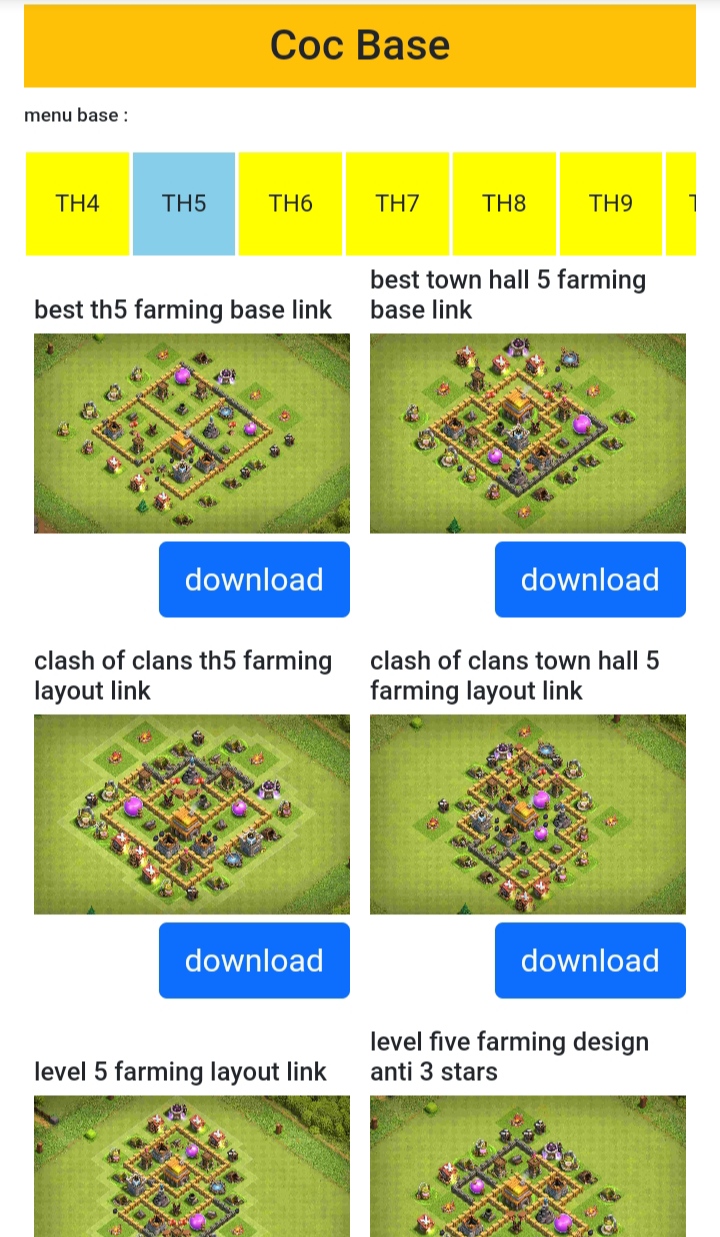 Coc Base
menu base :
TH4 TH5 TH6 TH7 TH8 TH9
best th5 farming base link
best town hall 5 farming
base link
download
download
clash of clans th5 farming
layout link
clash of clans town hall 5
farming layout link
download
download
level 5 farming layout link
level five farming design
anti 3 stars